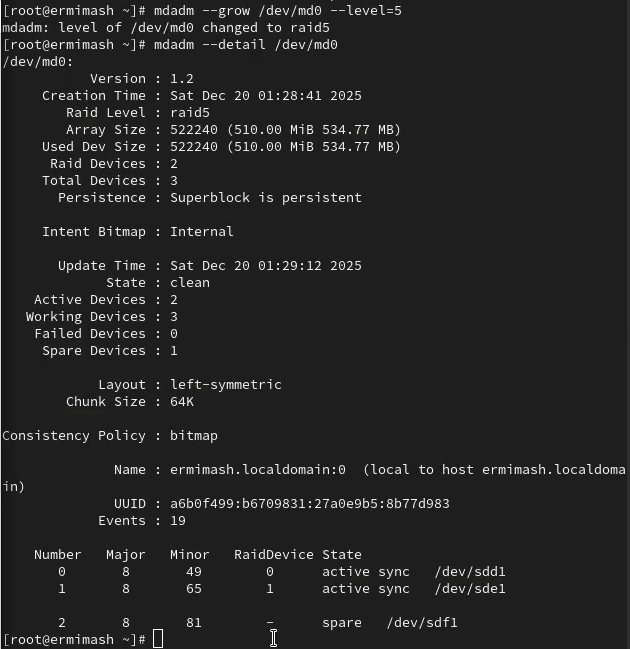 [root@ermimash ~]# mdadm --grow /dev/md0 --level=5
mdadm: level of /dev/md0 changed to raid5
[root@ermimash ~]# mdadm --detail /dev/md0
/dev/md0:
           Version : 1.2
     Creation Time : Sat Dec 20 01:28:41 2025
        Raid Level : raid5
        Array Size : 522240 (510.00 MiB 534.77 MB)
     Used Dev Size : 522240 (510.00 MiB 534.77 MB)
      Raid Devices : 2
     Total Devices : 3
       Persistence : Superblock is persistent

     Intent Bitmap : Internal

       Update Time : Sat Dec 20 01:29:12 2025
             State : clean
    Active Devices : 2
   Working Devices : 3
    Failed Devices : 0
     Spare Devices : 1

            Layout : left-symmetric
        Chunk Size : 64K

Consistency Policy : bitmap

              Name : ermimash.localdomain:0  (local to host ermimash.localdoma
in)
              UUID : a6b0f499:b6709831:27a0e9b5:8b77d983
            Events : 19

    Number   Major   Minor   RaidDevice State
       0       8       49        0      active sync   /dev/sdd1
       1       8       65        1      active sync   /dev/sde1

       2       8       81        -      spare   /dev/sdf1
[root@ermimash ~]#